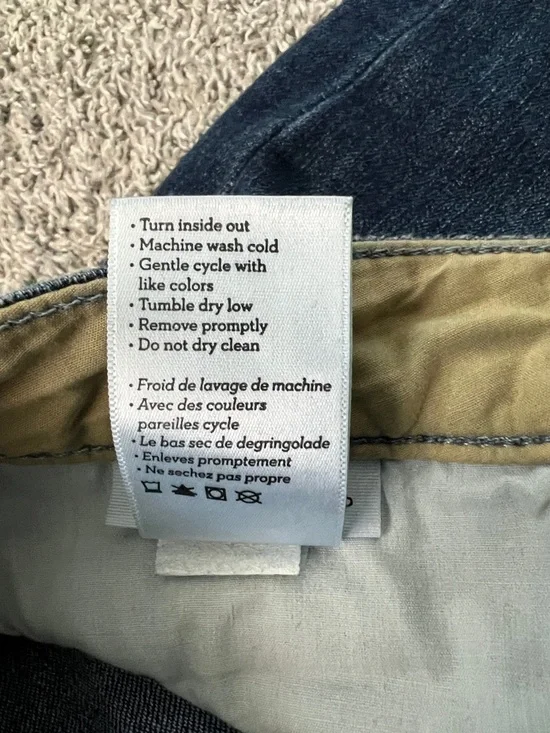 • Turn inside out
• Machine wash cold
• Gentle cycle with
like colors
• Tumble dry low
• Remove promptly
• Do not dry clean
• Froid de lavage de machine
• Avec des couleurs
pareilles cycle
• Le bas sec de degringolade
• Enleves promptement
• Ne sechez pas propre